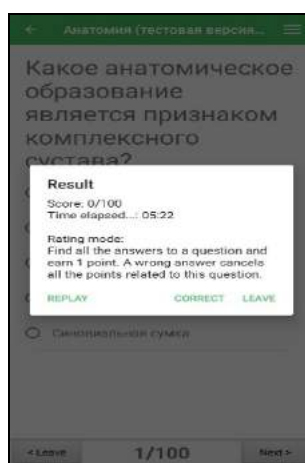 Анатомия (тестовая верси...
Какое анатомическое
образование
является признаком
комплексного
сустава?
Result
Score: 0/100
Time elapsed...: 05:22
Rating mode:
Find all the answers to a question and
earn 1 point. A wrong answer cancels
all the points related to this question.
REPLAY CORRECT LEAVE
Синовиальная сумка
< Leave 1/100 Next >